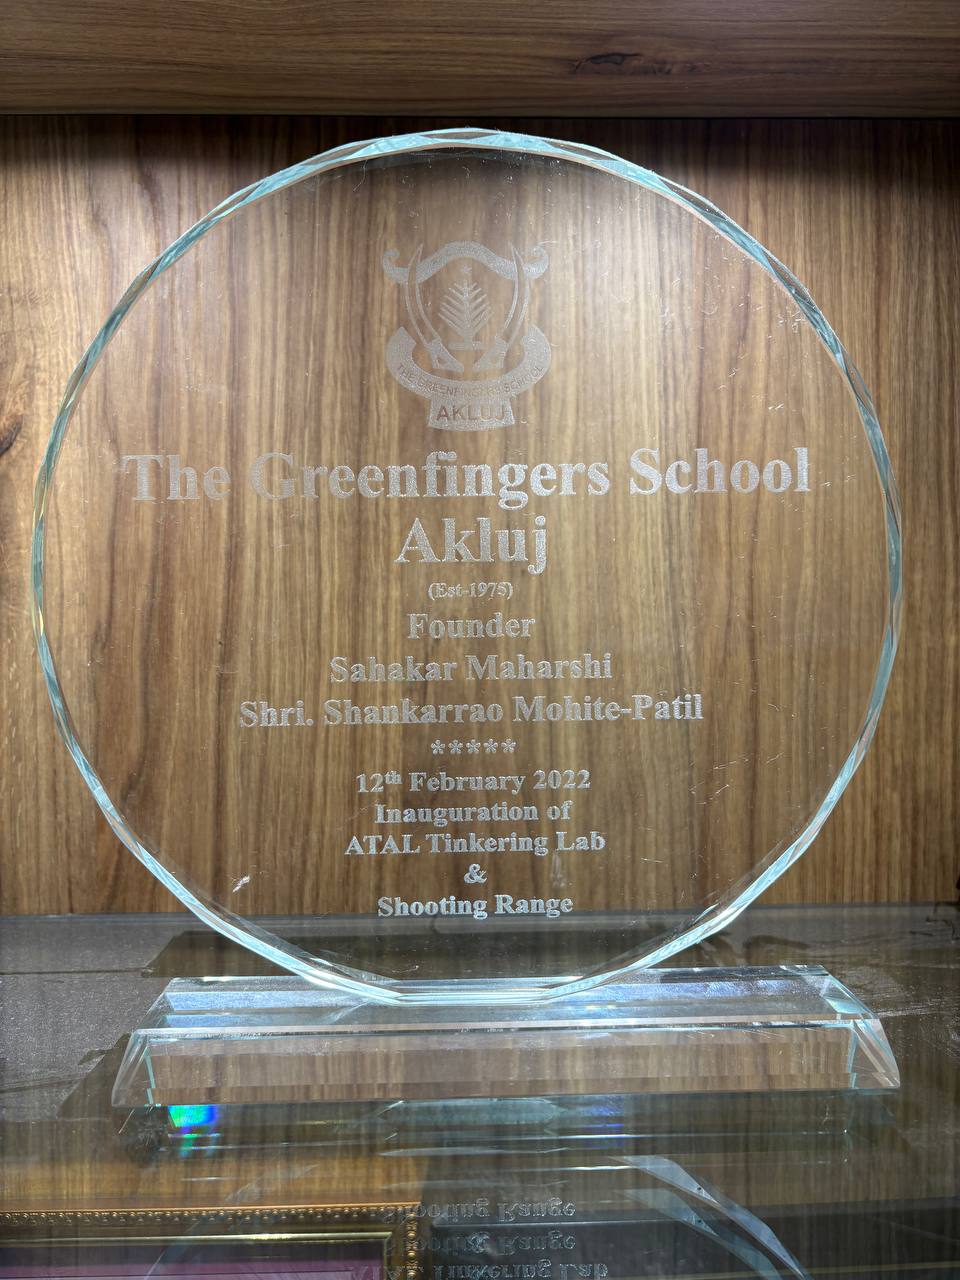 THE GREENFINGERS SCHOOL
AKLUJ
The Greenfingers School
Akluj
(Est-1975)
Founder
Sahakar Maharshi
Shri. Shankarrao Mohite-Patil
*****
12th February 2022
Inauguration of
ATAL Tinkering Lab
&
Shooting Range